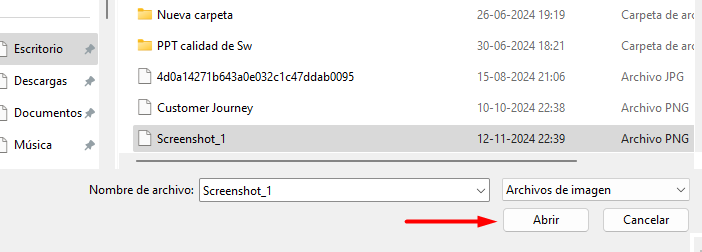 Nueva carpeta 26-06-2024 19:19 Carpeta de arc
PPT calidad de Sw 30-06-2024 18:21 Carpeta de arc
Escritorio
4d0a14271b643a0e032c1c47ddab0095 15-08-2024 21:06 Archivo JPG
Descargas
Customer Journey 10-10-2024 22:38 Archivo PNG
Documentos
Screenshot_1 12-11-2024 22:39 Archivo PNG
Música
Nombre de archivo: Screenshot_1 Archivos de imagen
Abrir Cancelar